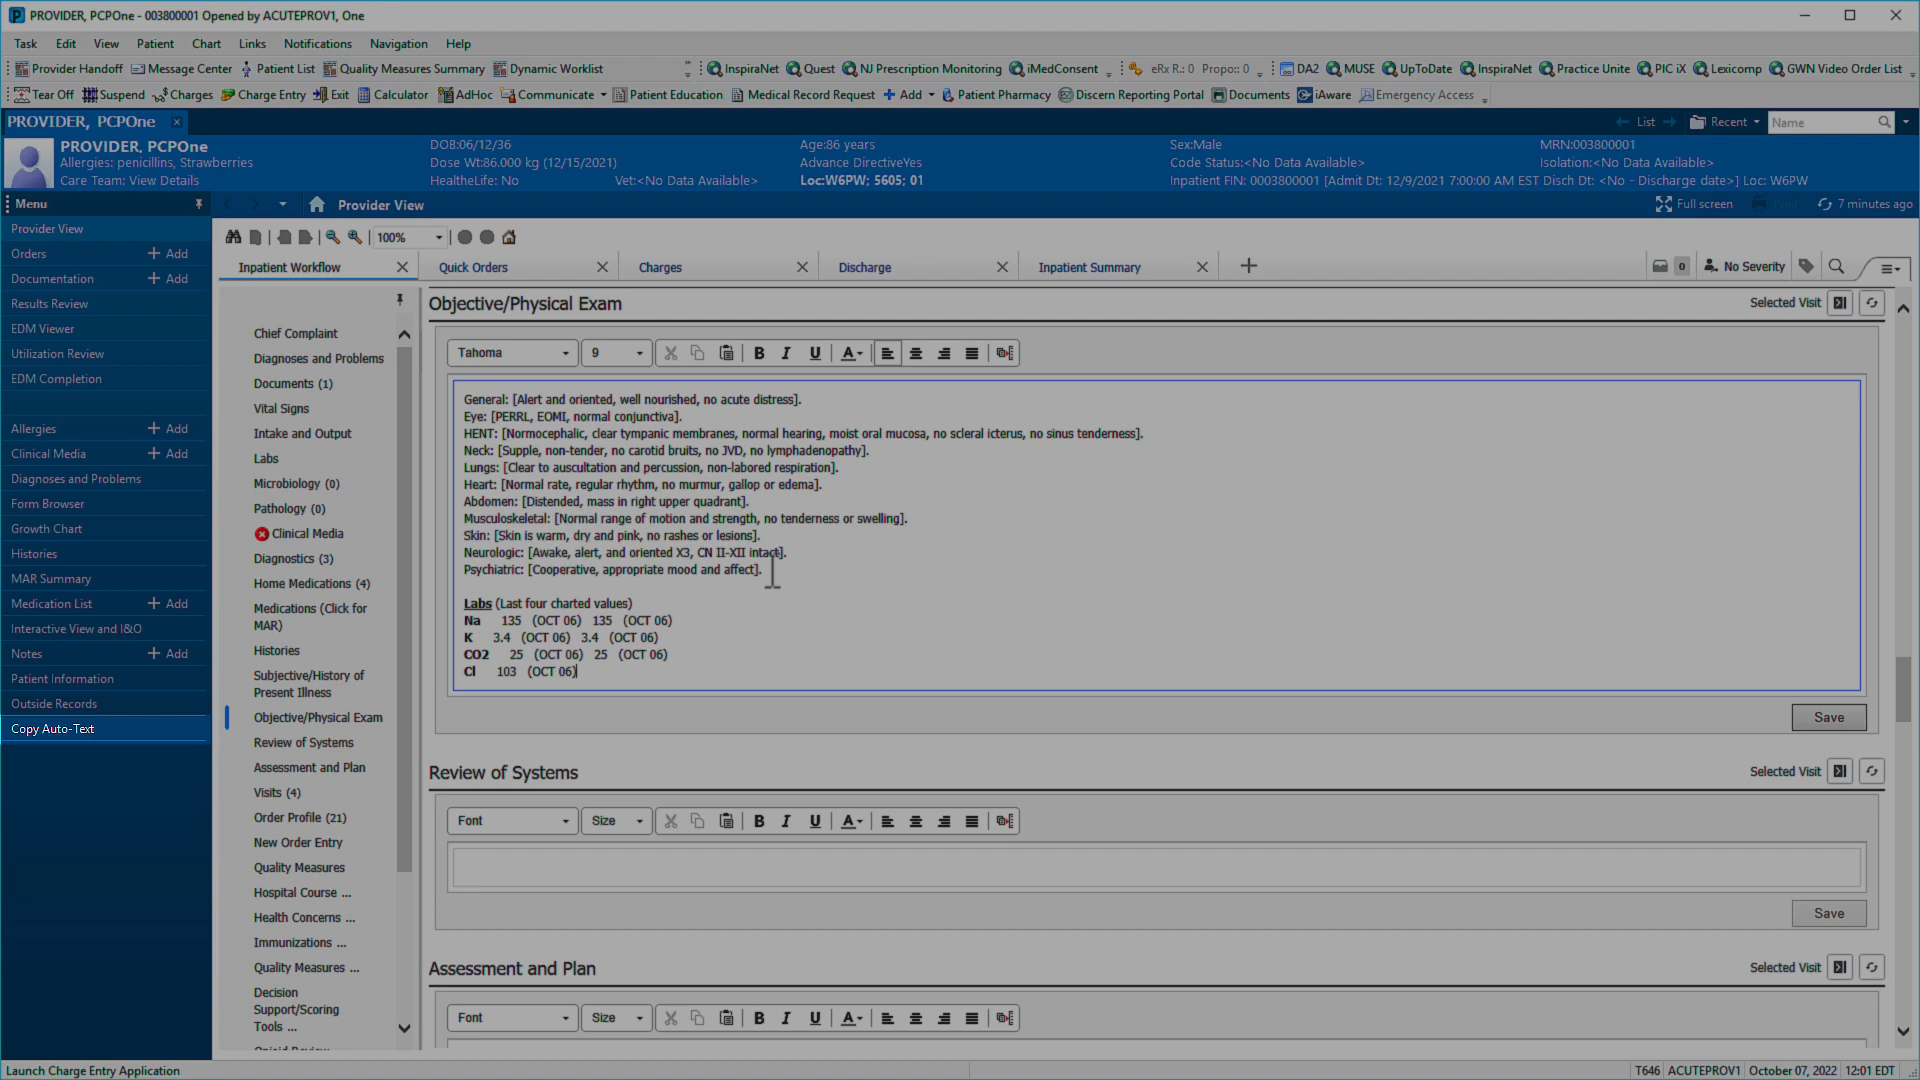 PROVIDER, PCPOne - 003800001 Opened by ACUTEPROV1, One
Task Edit View Patient Chart Links Notifications Navigation Help
Provider Handoff Message Center Patient List Quality Measures Summary Dynamic Worklist InspiraNet Quest NJ Prescription Monitoring iMedConsent eRx R.: 0 Propo:: 0 DA2 MUSE UpToDate InspiraNet Practice Unite PIC iX Lexicomp GWN Video Order List
Tear Off Suspend Charges Charge Entry Exit Calculator AdHoc Communicate Patient Education Medical Record Request Add Patient Pharmacy Discern Reporting Portal Documents iAware Emergency Access
PROVIDER, PCPOne List Recent Name
PROVIDER, PCPOne DOB:06/12/36 Age:86 years Sex:Male MRN:003800001
Allergies: penicillins, Strawberries Dose Wt:86.000 kg (12/15/2021) Advance DirectiveYes Code Status:<No Data Available> Isolation:<No Data Available>
Care Team: View Details HealtheLife: No Vet:<No Data Available> Loc:W6PW; 5605; 01 Inpatient FIN: 0003800001 [Admit Dt: 12/9/2021 7:00:00 AM EST Disch Dt: <No - Discharge date>] Loc: W6PW
Menu Provider View Full screen Print 7 minutes ago
Provider View
Orders Add
Documentation Add
Results Review
EDM Viewer
Utilization Review
EDM Completion
Allergies Add
Clinical Media Add
Diagnoses and Problems
Form Browser
Growth Chart
Histories
MAR Summary
Medication List Add
Interactive View and I&O
Notes Add
Patient Information
Outside Records
Copy Auto-Text
100%
Inpatient Workflow Quick Orders Charges Discharge Inpatient Summary 0 No Severity
Chief Complaint
Diagnoses and Problems
Documents (1)
Vital Signs
Intake and Output
Labs
Microbiology (0)
Pathology (0)
Clinical Media
Diagnostics (3)
Home Medications (4)
Medications (Click for
MAR)
Histories
Subjective/History of
Present Illness
Objective/Physical Exam
Review of Systems
Assessment and Plan
Visits (4)
Order Profile (21)
New Order Entry
Quality Measures
Hospital Course ...
Health Concerns ...
Immunizations ...
Quality Measures ...
Decision
Support/Scoring
Tools ...
Opioid Review
Objective/Physical Exam Selected Visit
Tahoma 9 B I U A
General: [Alert and oriented, well nourished, no acute distress].
Eye: [PERRL, EOMI, normal conjunctiva].
HENT: [Normocephalic, clear tympanic membranes, normal hearing, moist oral mucosa, no scleral icterus, no sinus tenderness].
Neck: [Supple, non-tender, no carotid bruits, no JVD, no lymphadenopathy].
Lungs: [Clear to auscultation and percussion, non-labored respiration].
Heart: [Normal rate, regular rhythm, no murmur, gallop or edema].
Abdomen: [Distended, mass in right upper quadrant].
Musculoskeletal: [Normal range of motion and strength, no tenderness or swelling].
Skin: [Skin is warm, dry and pink, no rashes or lesions].
Neurologic: [Awake, alert, and oriented X3, CN II-XII intact].
Psychiatric: [Cooperative, appropriate mood and affect].
Labs (Last four charted values)
Na 135 (OCT 06) 135 (OCT 06)
K 3.4 (OCT 06) 3.4 (OCT 06)
CO2 25 (OCT 06) 25 (OCT 06)
Cl 103 (OCT 06)
Save
Review of Systems Selected Visit
Font Size B I U A
Save
Assessment and Plan Selected Visit
Font Size B I U A
Launch Charge Entry Application T646 ACUTEPROV1 October 07, 2022 12:01 EDT